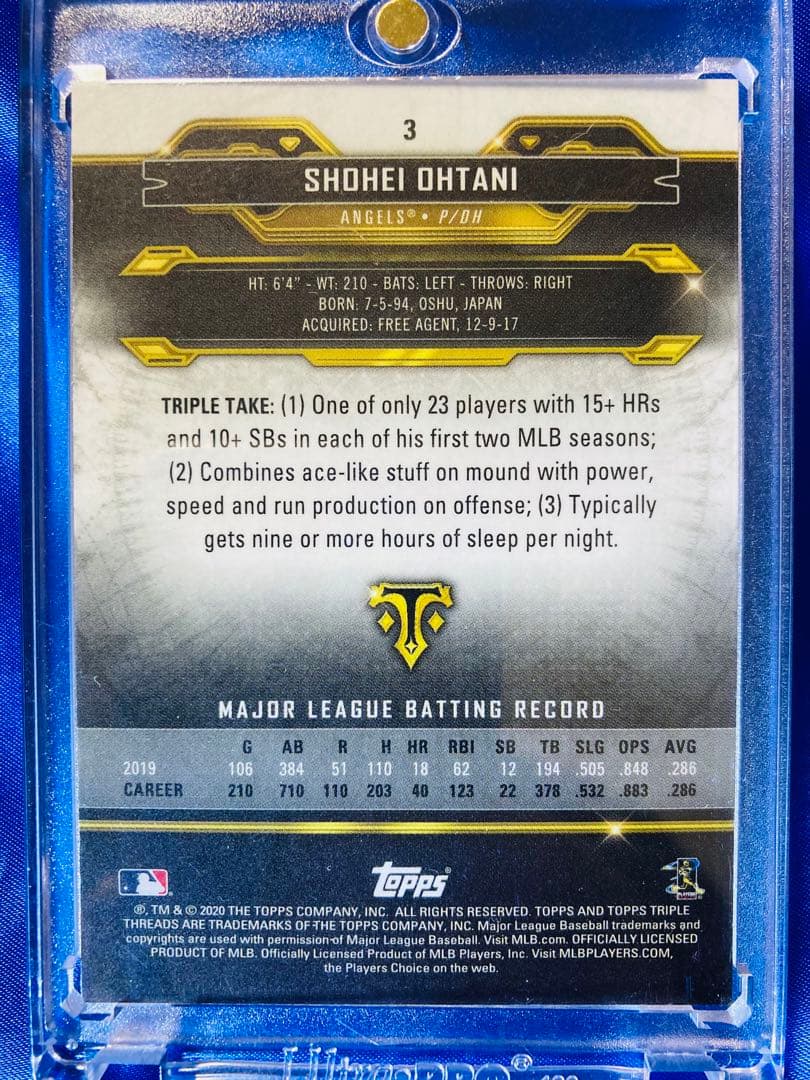 3
SHOHEI OHTANI
ANGELS® • P/DH
HT: 6'4" - WT: 210 - BATS: LEFT - THROWS: RIGHT
BORN: 7-5-94, OSHU, JAPAN
ACQUIRED: FREE AGENT, 12-9-17
TRIPLE TAKE: (1) One of only 23 players with 15+ HRs
and 10+ SBs in each of his first two MLB seasons;
(2) Combines ace-like stuff on mound with power,
speed and run production on offense; (3) Typically
gets nine or more hours of sleep per night.
MAJOR LEAGUE BATTING RECORD
G AB R H HR RBI SB TB SLG OPS AVG
2019 106 384 51 110 18 62 12 194 .505 .848 .286
CAREER 210 710 110 203 40 123 22 378 .532 .883 .286
TOPPS®
®, TM & © 2020 THE TOPPS COMPANY, INC. ALL RIGHTS RESERVED. TOPPS AND TOPPS TRIPLE
THREADS ARE TRADEMARKS OF THE TOPPS COMPANY, INC. Major League Baseball trademarks and
copyrights are used with permission of Major League Baseball. Visit MLB.com. OFFICIALLY LICENSED
PRODUCT OF MLB. Officially Licensed Product of MLB Players, Inc. Visit MLBPLAYERS.COM,
the Players Choice on the web.